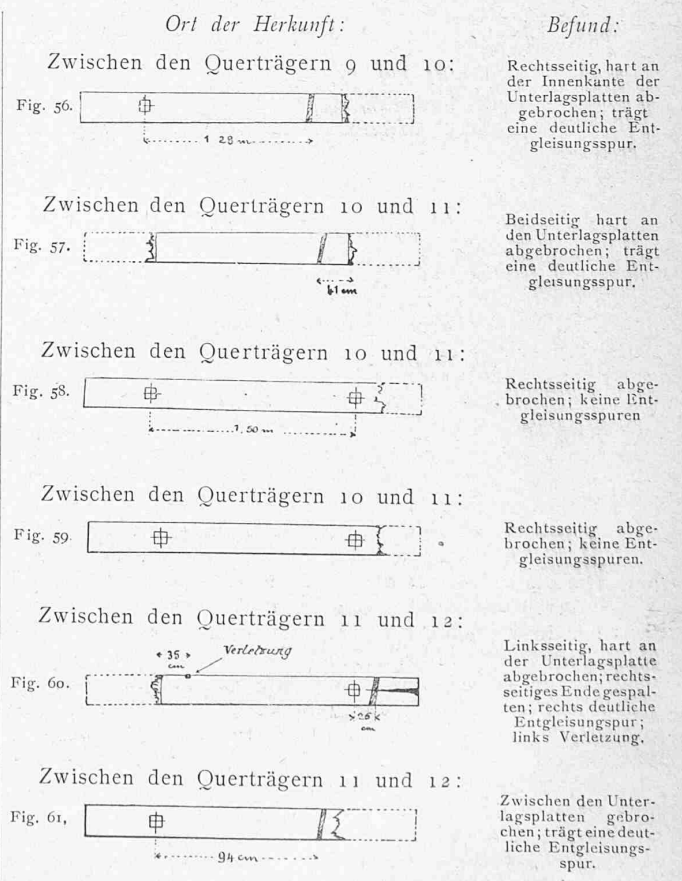 Ort der Herkunft:
Befund:
Zwischen den Querträgern 9 und 10:
Fig. 56.
1 28 m
Rechtsseitig, hart an
der Innenkante der
Unterlagsplatten ab-
gebrochen; trägt
eine deutliche Ent-
gleisungsspur.
Zwischen den Querträgern 10 und 11:
Fig. 57.
41 cm
Beidseitig hart an
den Unterlagsplatten
abgebrochen; trägt
eine deutliche Ent-
gleisungsspur.
Zwischen den Querträgern 10 und 11:
Fig. 58.
1,50 m
Rechtsseitig abge-
brochen; keine Ent-
gleisungsspuren
Zwischen den Querträgern 10 und 11:
Fig. 59.
Rechtsseitig abge-
brochen; keine Ent-
gleisungsspuren.
Zwischen den Querträgern 11 und 12:
35
cm
Verletzung
Fig. 60.
25
cm
Linksseitig, hart an
der Unterlagsplatte
abgebrochen; rechts-
seitiges Ende gespal-
ten; rechts deutliche
Entgleisungspur;
links Verletzung.
Zwischen den Querträgern 11 und 12:
Fig. 61,
94 cm
Zwischen den Unter-
lagsplatten gebro-
chen; trägt eine deut-
liche Entgleisungs-
spur.